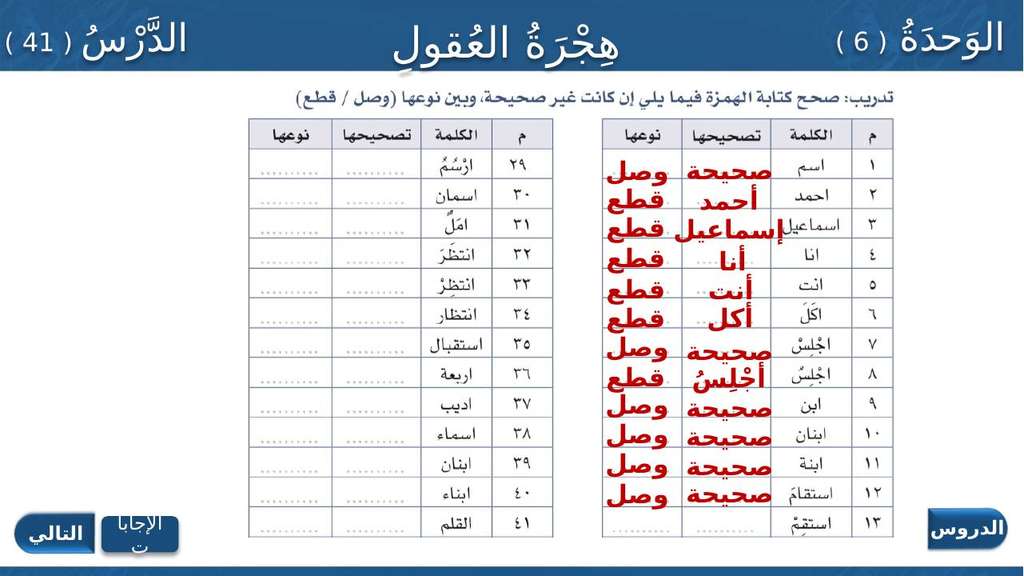 الوَحدَةُ ( 6 )
هِجْرَةُ العُقولِ
الدَّرْسُ ( 41 )
تدريب: صحح كتابة الهمزة فيما يلي إن كانت غير صحيحة، وبين نوعها (وصل / قطع)
م الكلمة تصحيحها نوعها
١ اسم صحيحة وصل
٢ احمد أحمد قطع
٣ اسماعيل إسماعيل قطع
٤ انا أنا قطع
٥ انت أنت قطع
٦ اكَلَ أكل قطع
٧ اجْلِسْ صحيحة وصل
٨ اجْلِسُ أَجْلِسُ قطع
٩ ابن صحيحة وصل
١٠ ابنان صحيحة وصل
١١ ابنة صحيحة وصل
١٢ استقامَ صحيحة وصل
١٣ استقِمْ .......... ..........
م الكلمة تصحيحها نوعها
٢٩ ارْسُمُ .......... ..........
٣٠ اسمان .......... ..........
٣١ امَلٌ .......... ..........
٣٢ انتظَرَ .......... ..........
٣٣ انتظِرْ .......... ..........
٣٤ انتظار .......... ..........
٣٥ استقبال .......... ..........
٣٦ اربعة .......... ..........
٣٧ اديب .......... ..........
٣٨ اسماء .......... ..........
٣٩ ابنان .......... ..........
٤٠ ابناء .......... ..........
٤١ القلم .......... ..........
الدروس
الإجابات
التالي